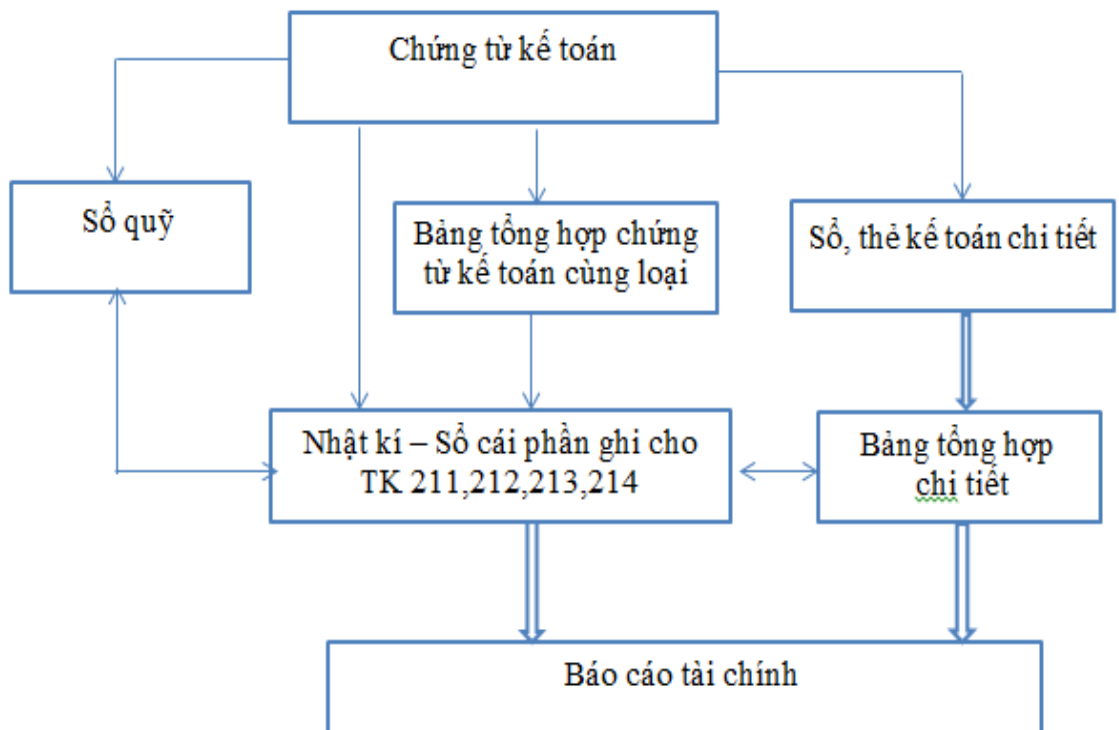 Chứng từ kế toán
Sổ quỹ
Bảng tổng hợp chứng
từ kế toán cùng loại
Sổ, thẻ kế toán chi tiết
Nhật kí – Sổ cái phần ghi cho
TK 211,212,213,214
Bảng tổng hợp
chi tiết
Báo cáo tài chính